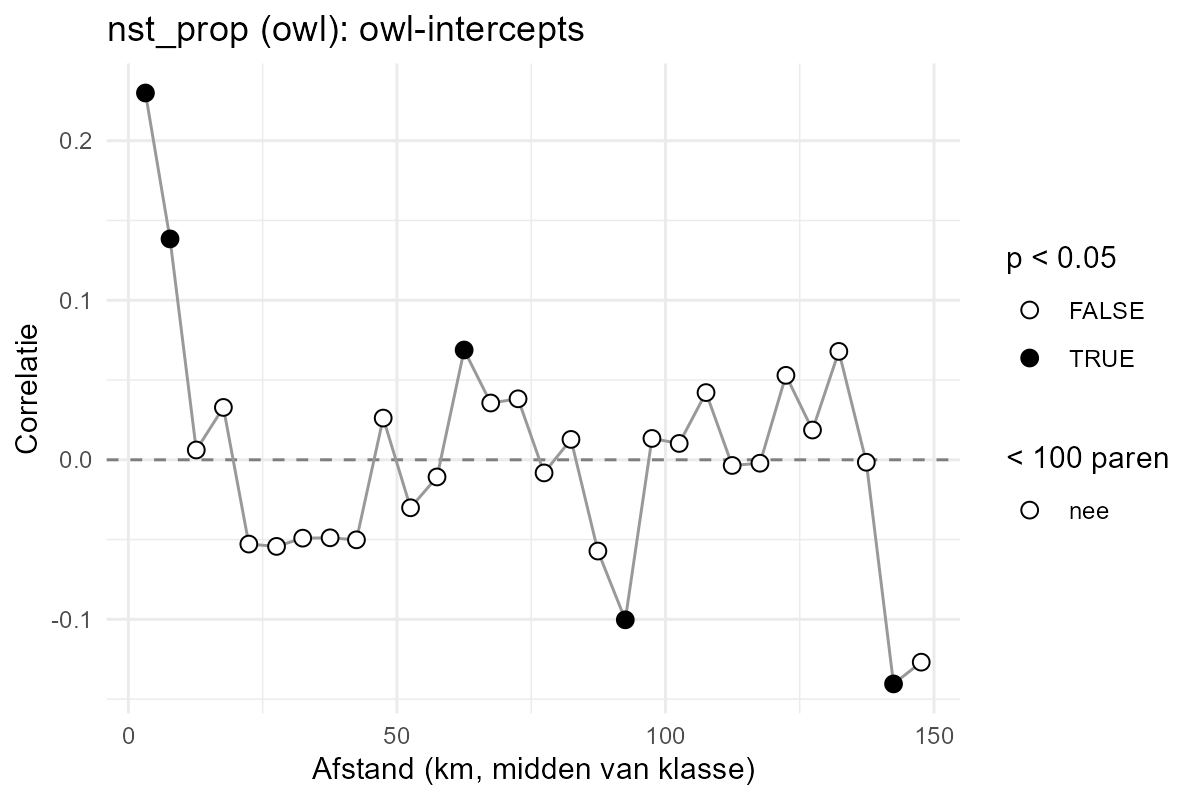 nst_prop (owl): owl-intercepts
Correlatie
0.2
0.1
0.0
-0.1
0
50
100
150
Afstand (km, midden van klasse)
p < 0.05
FALSE
TRUE
< 100 paren
nee